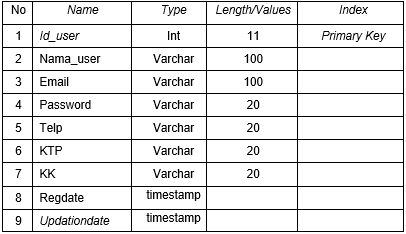 No Name Type Length/Values Index
1 Id_user Int 11 Primary Key
2 Nama_user Varchar 100
3 Email Varchar 100
4 Password Varchar 20
5 Telp Varchar 20
6 KTP Varchar 20
7 KK Varchar 20
8 Regdate timestamp
9 Updationdate timestamp